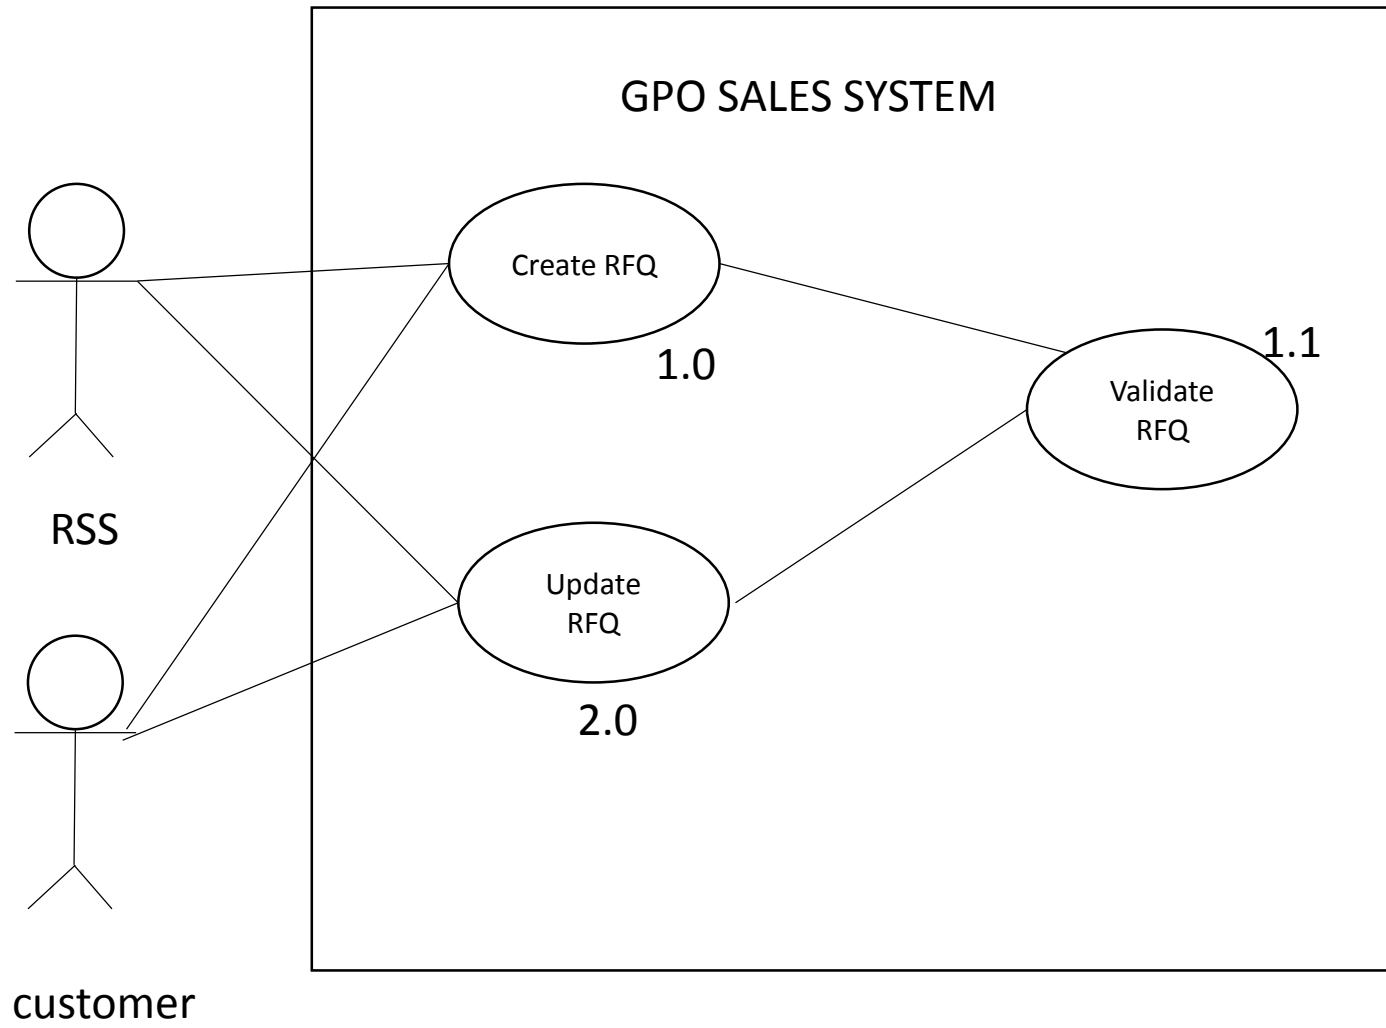 GPO SALES SYSTEM
Create RFQ
1.0
1.1
Validate
RFQ
RSS
Update
RFQ
2.0
customer